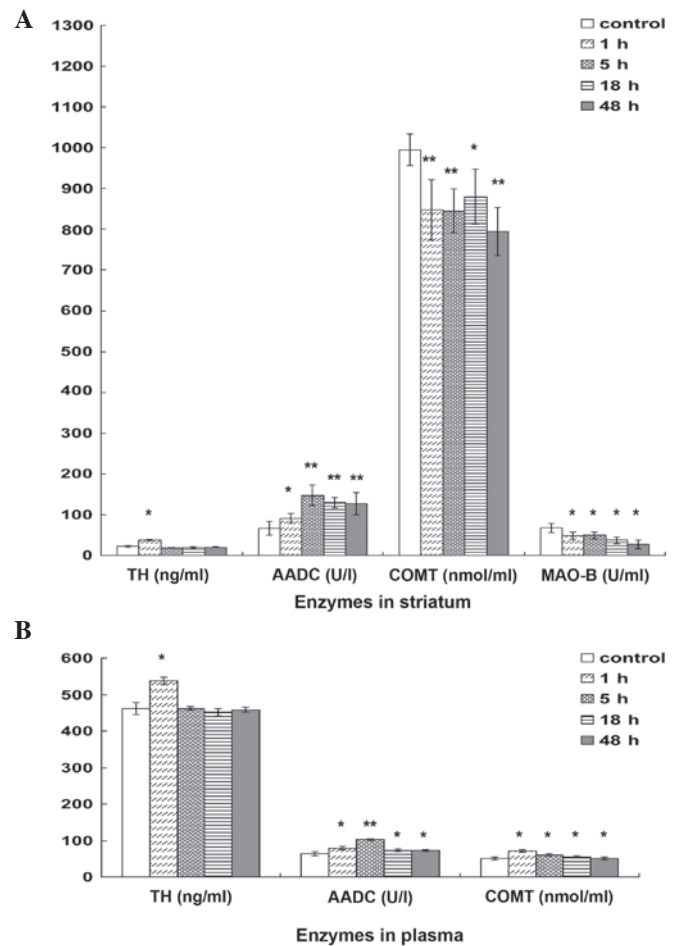 A
1300
1200
1100
1000
900
800
700
600
500
400
300
200
100
0
control
1 h
5 h
18 h
48 h
* ** ** ** * ** ** * ** * * * *
TH (ng/ml) AADC (U/l) COMT (nmol/ml) MAO-B (U/ml)
Enzymes in striatum
B
600
500
400
300
200
100
0
control
1 h
5 h
18 h
48 h
* * ** * * * * * *
TH (ng/ml) AADC (U/l) COMT (nmol/ml)
Enzymes in plasma